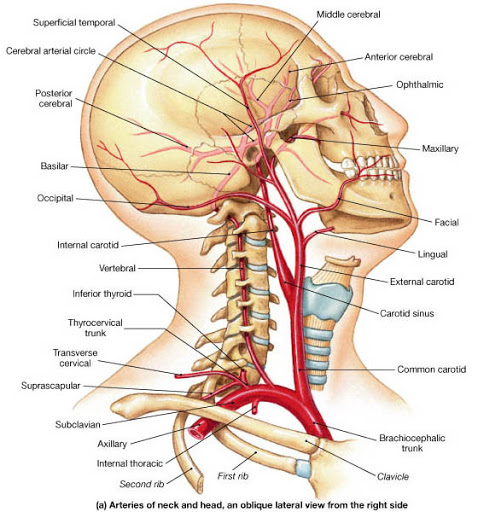 Middle cerebral
Superficial temporal
Cerebral arterial circle
Anterior cerebral
Ophthalmic
Posterior
cerebral
Maxillary
Basilar
Occipital
Facial
Internal carotid
Lingual
Vertebral
External carotid
Inferior thyroid
Carotid sinus
Thyrocervical
trunk
Transverse
cervical
Common carotid
Suprascapular
Subclavian
Axillary
Brachiocephalic
trunk
Internal thoracic
Second rib
First rib
Clavicle
(a) Arteries of neck and head, an oblique lateral view from the right side